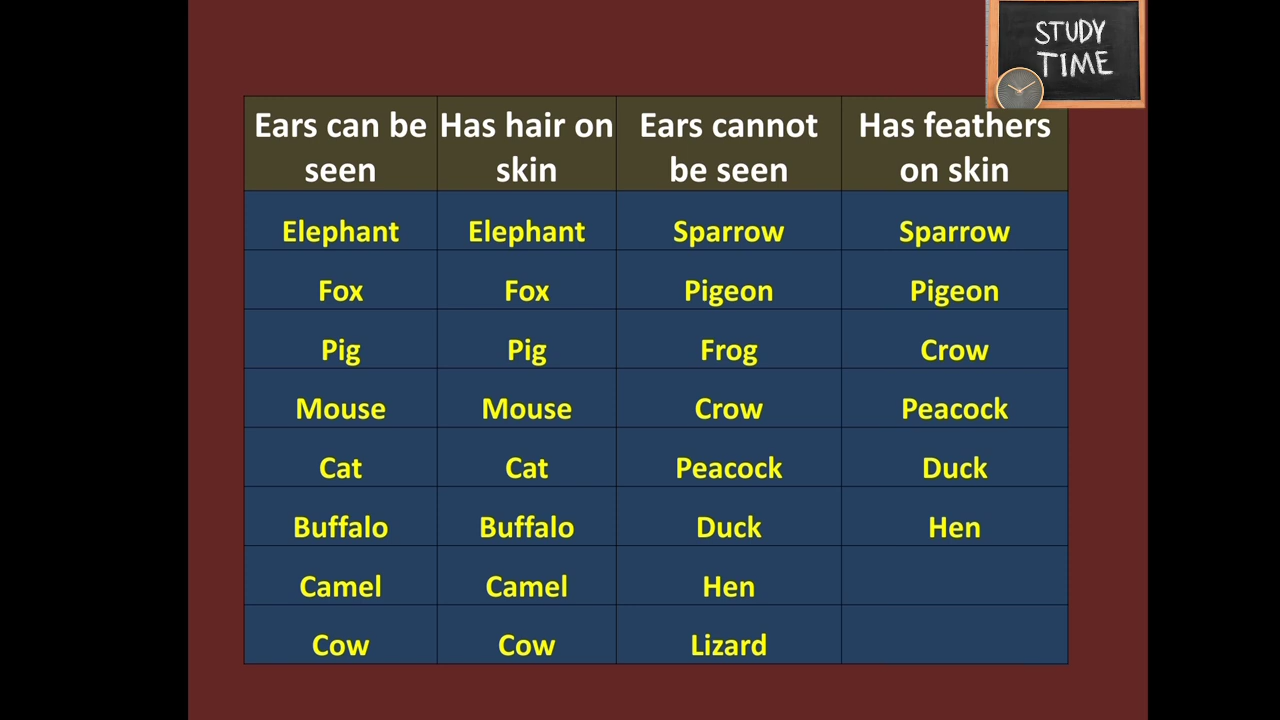 STUDY
TIME
Ears can be seen Has hair on skin Ears cannot be seen Has feathers on skin
Elephant Elephant Sparrow Sparrow
Fox Fox Pigeon Pigeon
Pig Pig Frog Crow
Mouse Mouse Crow Peacock
Cat Cat Peacock Duck
Buffalo Buffalo Duck Hen
Camel Camel Hen
Cow Cow Lizard